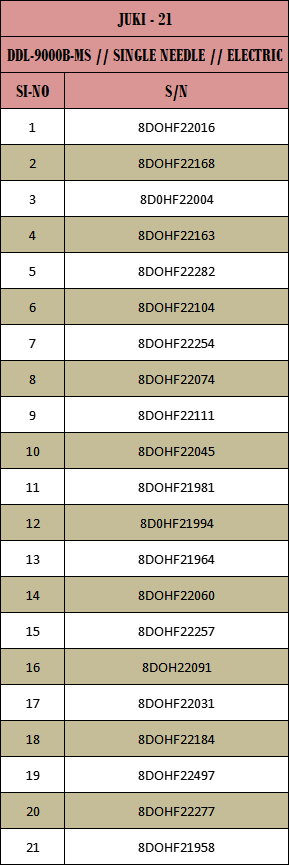 JUKI - 21
DDL-9000B-MS // SINGLE NEEDLE // ELECTRIC
SI-NO S/N
1 8DOHF22016
2 8DOHF22168
3 8D0HF22004
4 8DOHF22163
5 8DOHF22282
6 8DOHF22104
7 8DOHF22254
8 8DOHF22074
9 8DOHF22111
10 8DOHF22045
11 8DOHF21981
12 8D0HF21994
13 8DOHF21964
14 8DOHF22060
15 8DOHF22257
16 8DOH22091
17 8DOHF22031
18 8DOHF22184
19 8DOHF22497
20 8DOHF22277
21 8DOHF21958